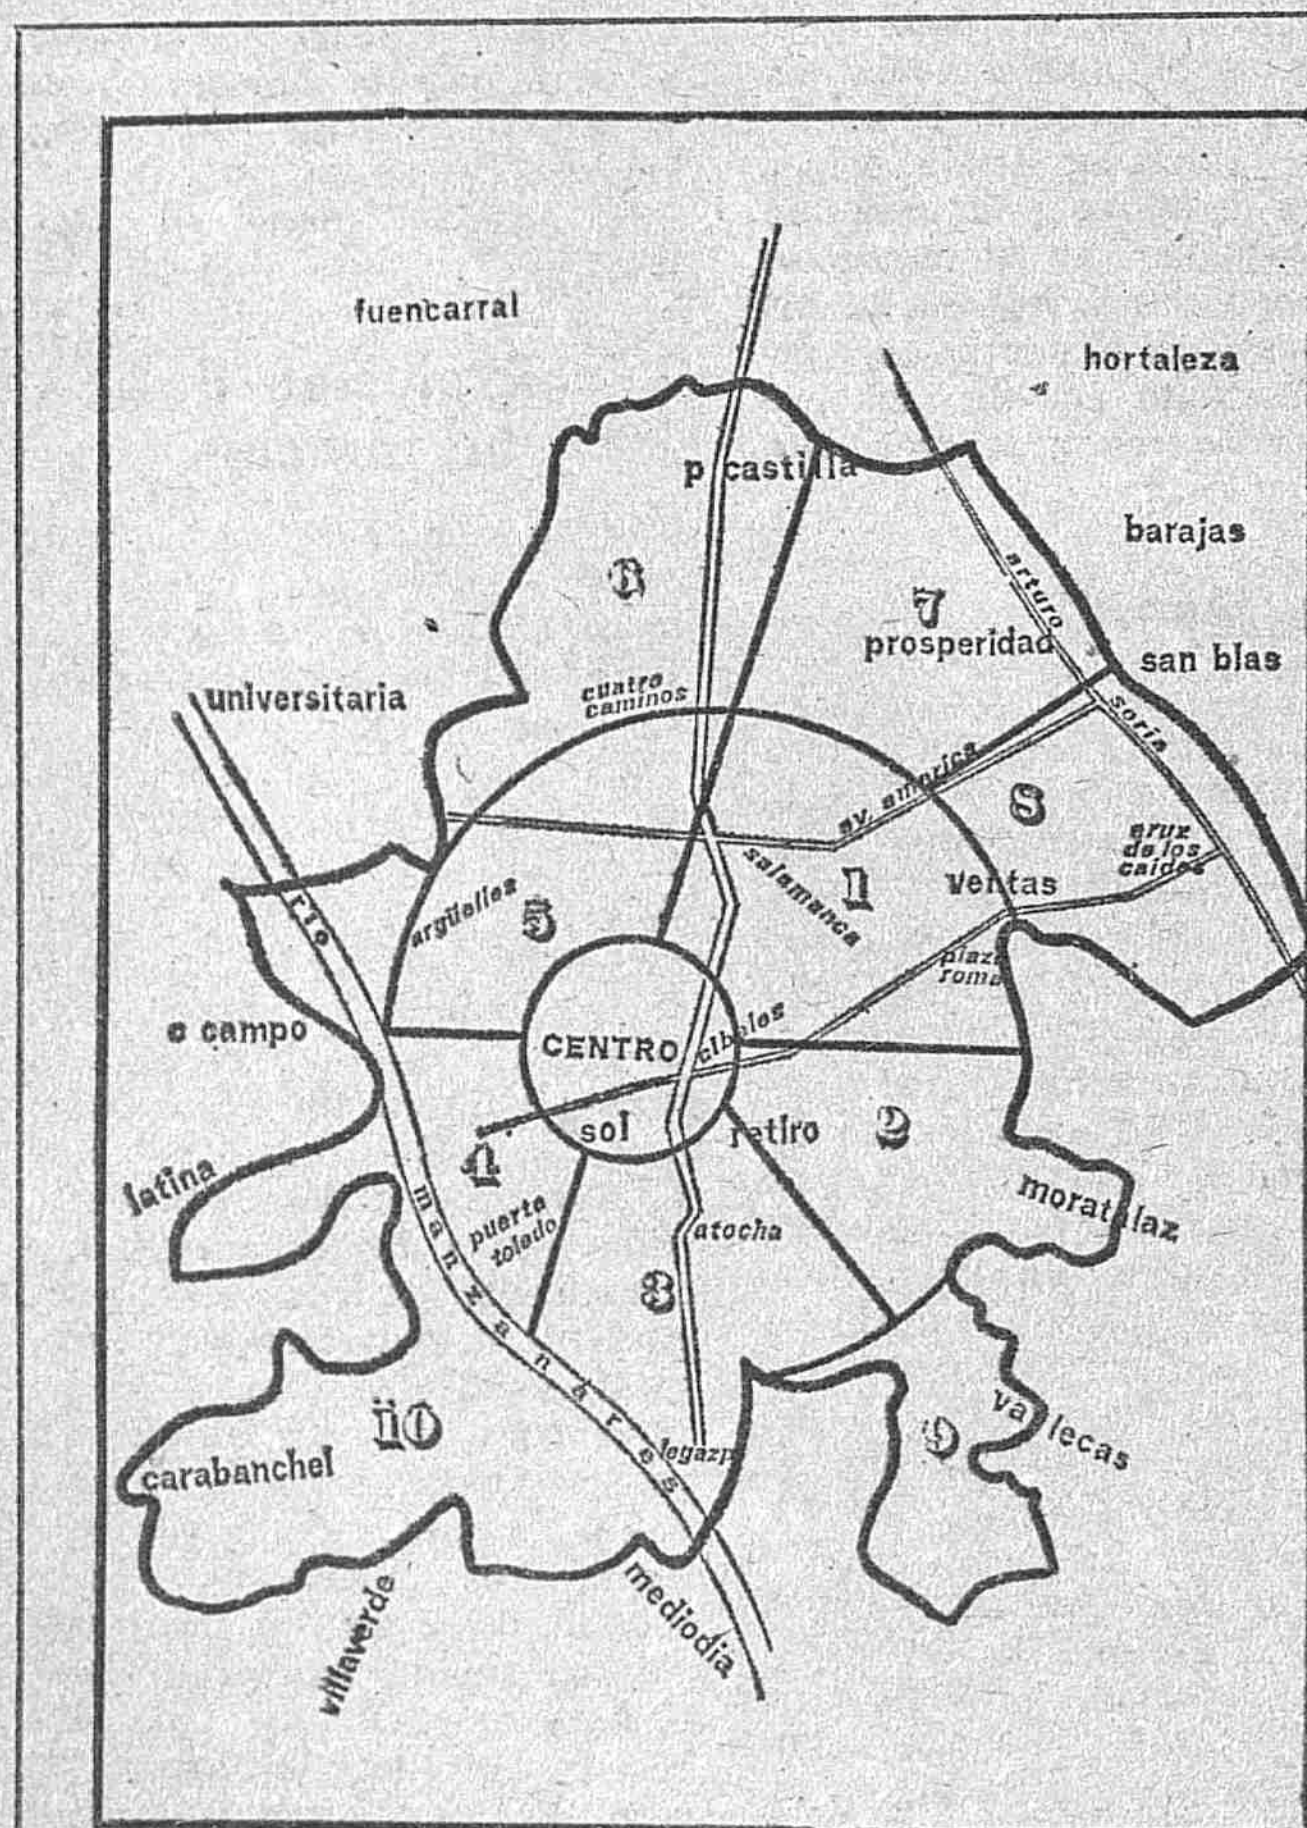 fuencarral
hortaleza
p castilla
barajas
6
arturo
7
prosperidad
san blas
cuatro
caminos
universitaria
soria
av. america
8
cruz
de los
caidos
salamanca
1
ventas
argüelles
5
rio
plaza
roma
e campo
CENTRO
cibeles
sol
retiro
2
4
latina
manzanares
puerta
toledo
moratalaz
atocha
3
10
carabanchel
legazpi
9
vallecas
villaverde
mediodia